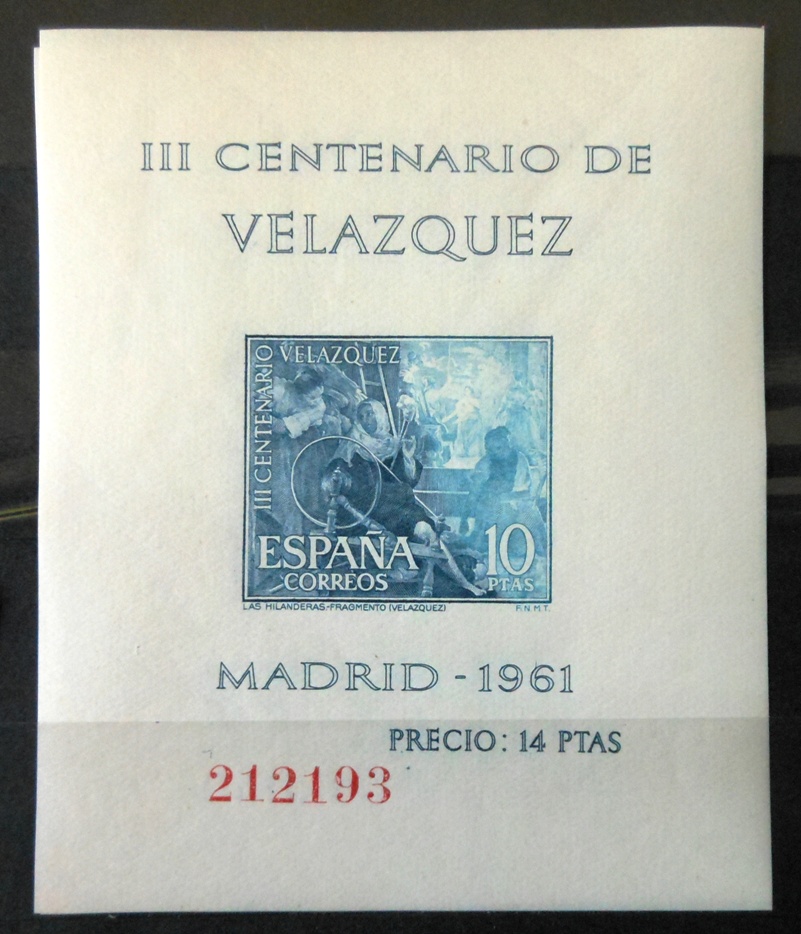 III CENTENARIO DE
VELAZQUEZ
III CENTENARIO VELAZQUEZ
ESPAÑA
CORREOS
10
PTAS
LAS HILANDERAS-FRAGMENTO (VELAZQUEZ)
F.N.M.T.
MADRID - 1961
PRECIO: 14 PTAS
212193